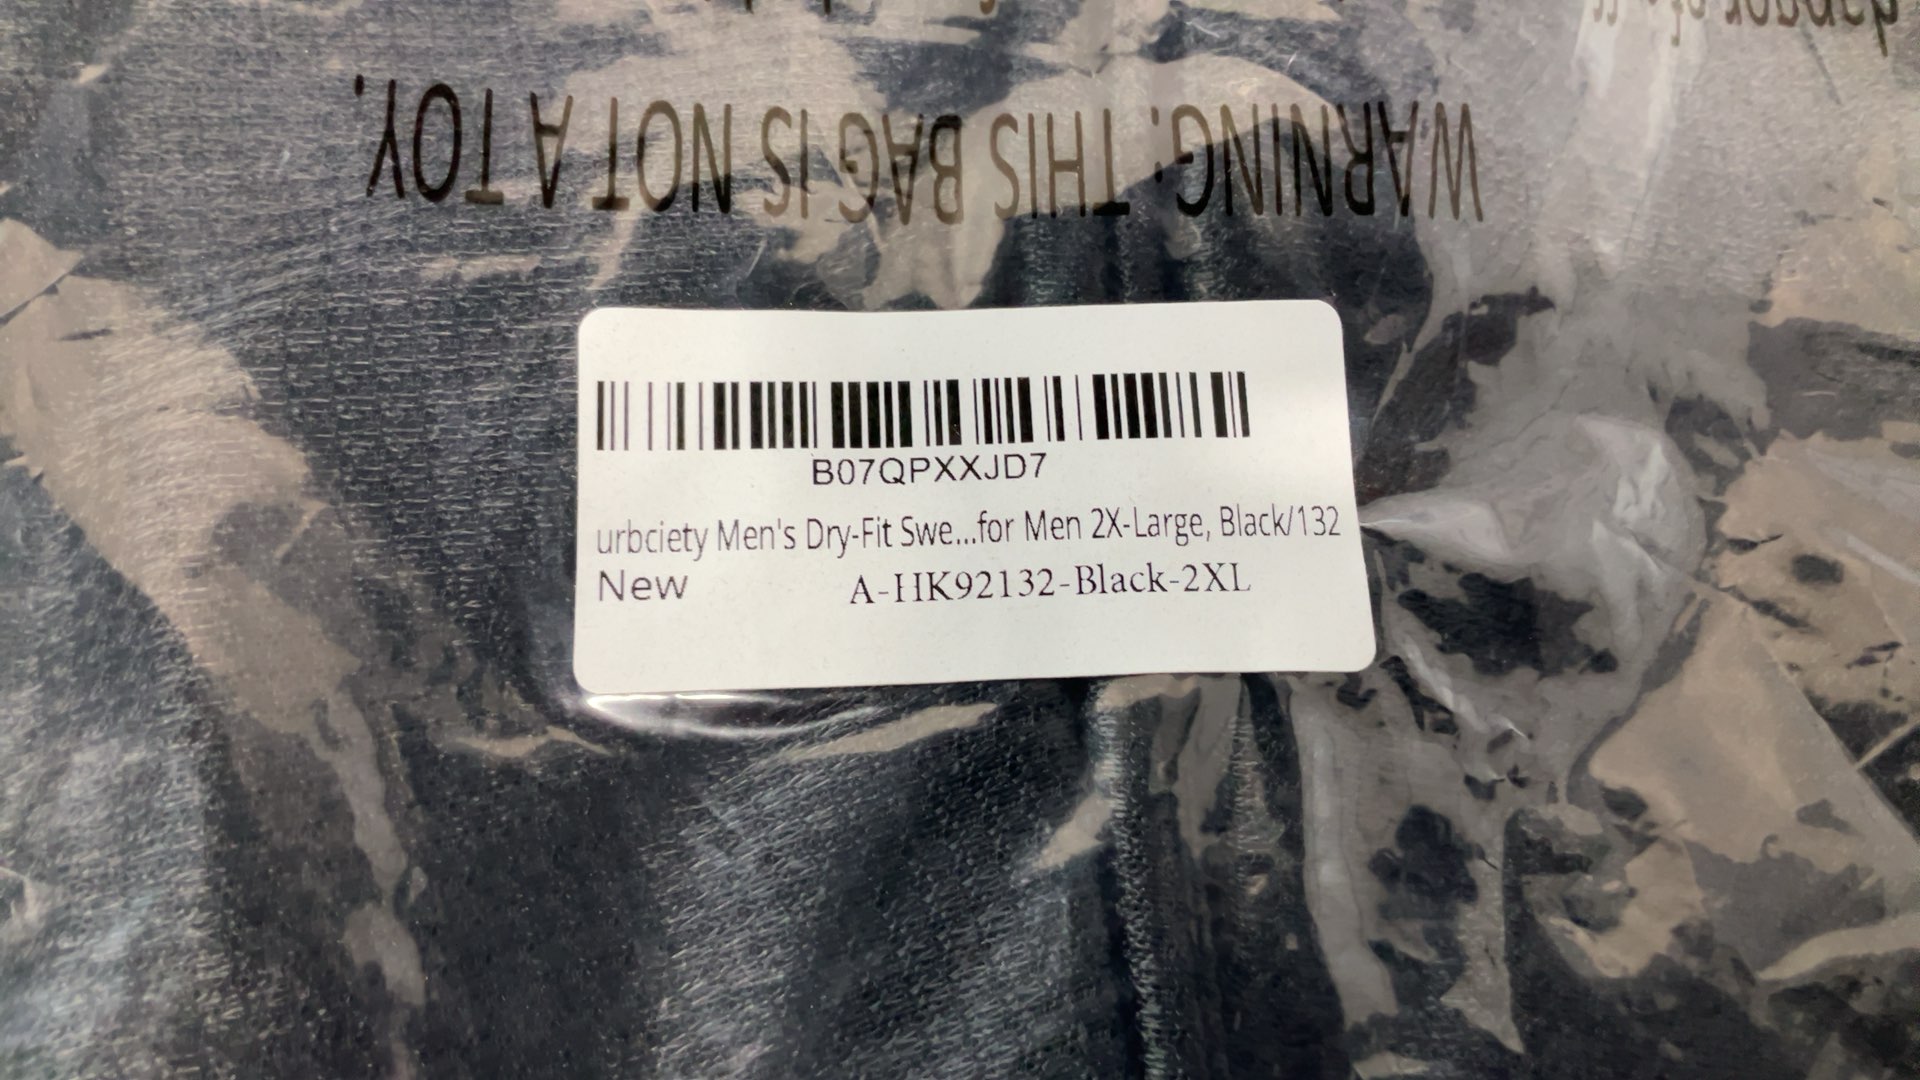 WARNING: THIS BAG IS NOT A TOY.
B07QPXXJD7
urbciety Men's Dry-Fit Swe...for Men 2X-Large, Black/132
New A-HK92132-Black-2XL